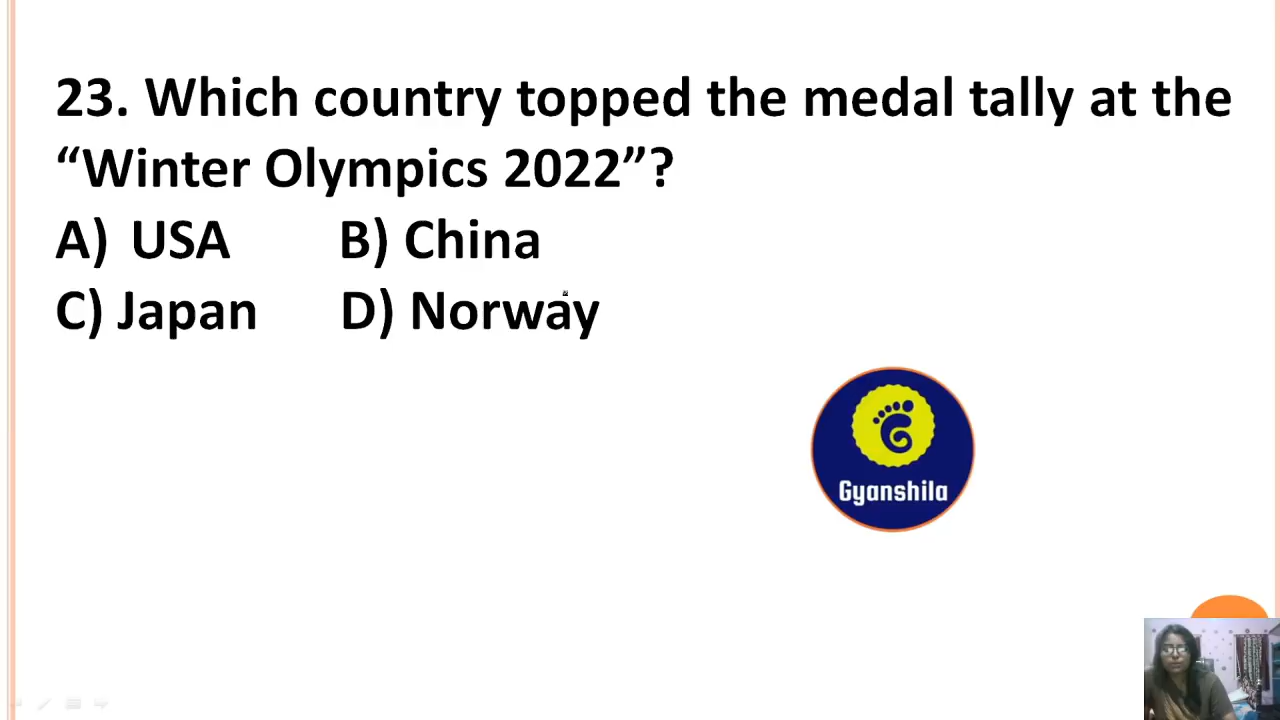 23. Which country topped the medal tally at the
“Winter Olympics 2022”?
A) USA B) China
C) Japan D) Norway
Gyanshila